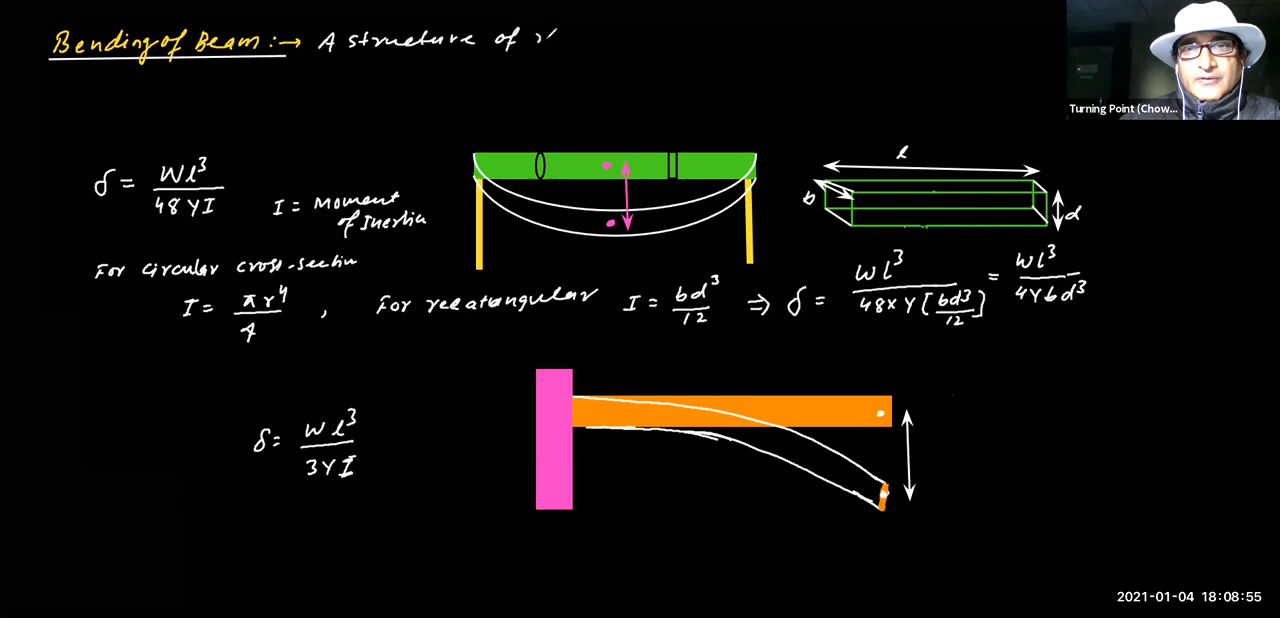 Bending of Beam :→ A structure of
Turning Point (Chow...
l
b
d
δ = Wl³ / 48YI
I = Moment of Inertia
For circular cross-section
I = πr⁴ / 4 , For rectangular I = bd³ / 12 ⇒ δ = Wl³ / 48×Y[bd³/12] = Wl³ / 4Ybd³
δ = Wl³ / 3YI
2021-01-04 18:08:55